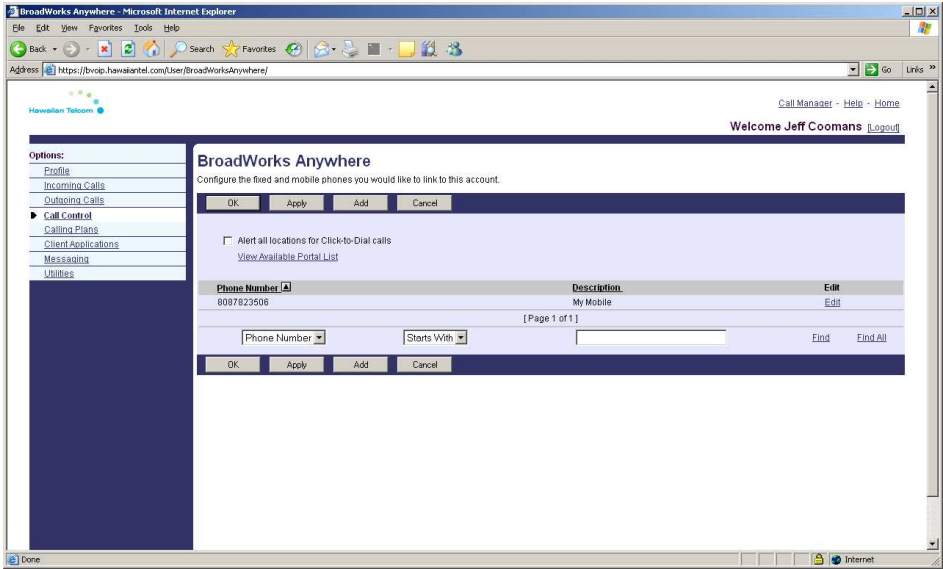 BroadWorks Anywhere - Microsoft Internet Explorer
File Edit View Favorites Tools Help
Back Search Favorites
Address https://bvoip.hawaiiantel.com/User/BroadWorksAnywhere/ Go Links »
Hawaiian Telcom
Call Manager - Help - Home
Welcome Jeff Coomans [Logout]
Options:
Profile
Incoming Calls
Outgoing Calls
Call Control
Calling Plans
Client Applications
Messaging
Utilities
BroadWorks Anywhere
Configure the fixed and mobile phones you would like to link to this account.
OK Apply Add Cancel
Alert all locations for Click-to-Dial calls
View Available Portal List
Phone Number Description Edit
8087823506 My Mobile Edit
[ Page 1 of 1 ]
Phone Number Starts With Find Find All
OK Apply Add Cancel
Done Internet